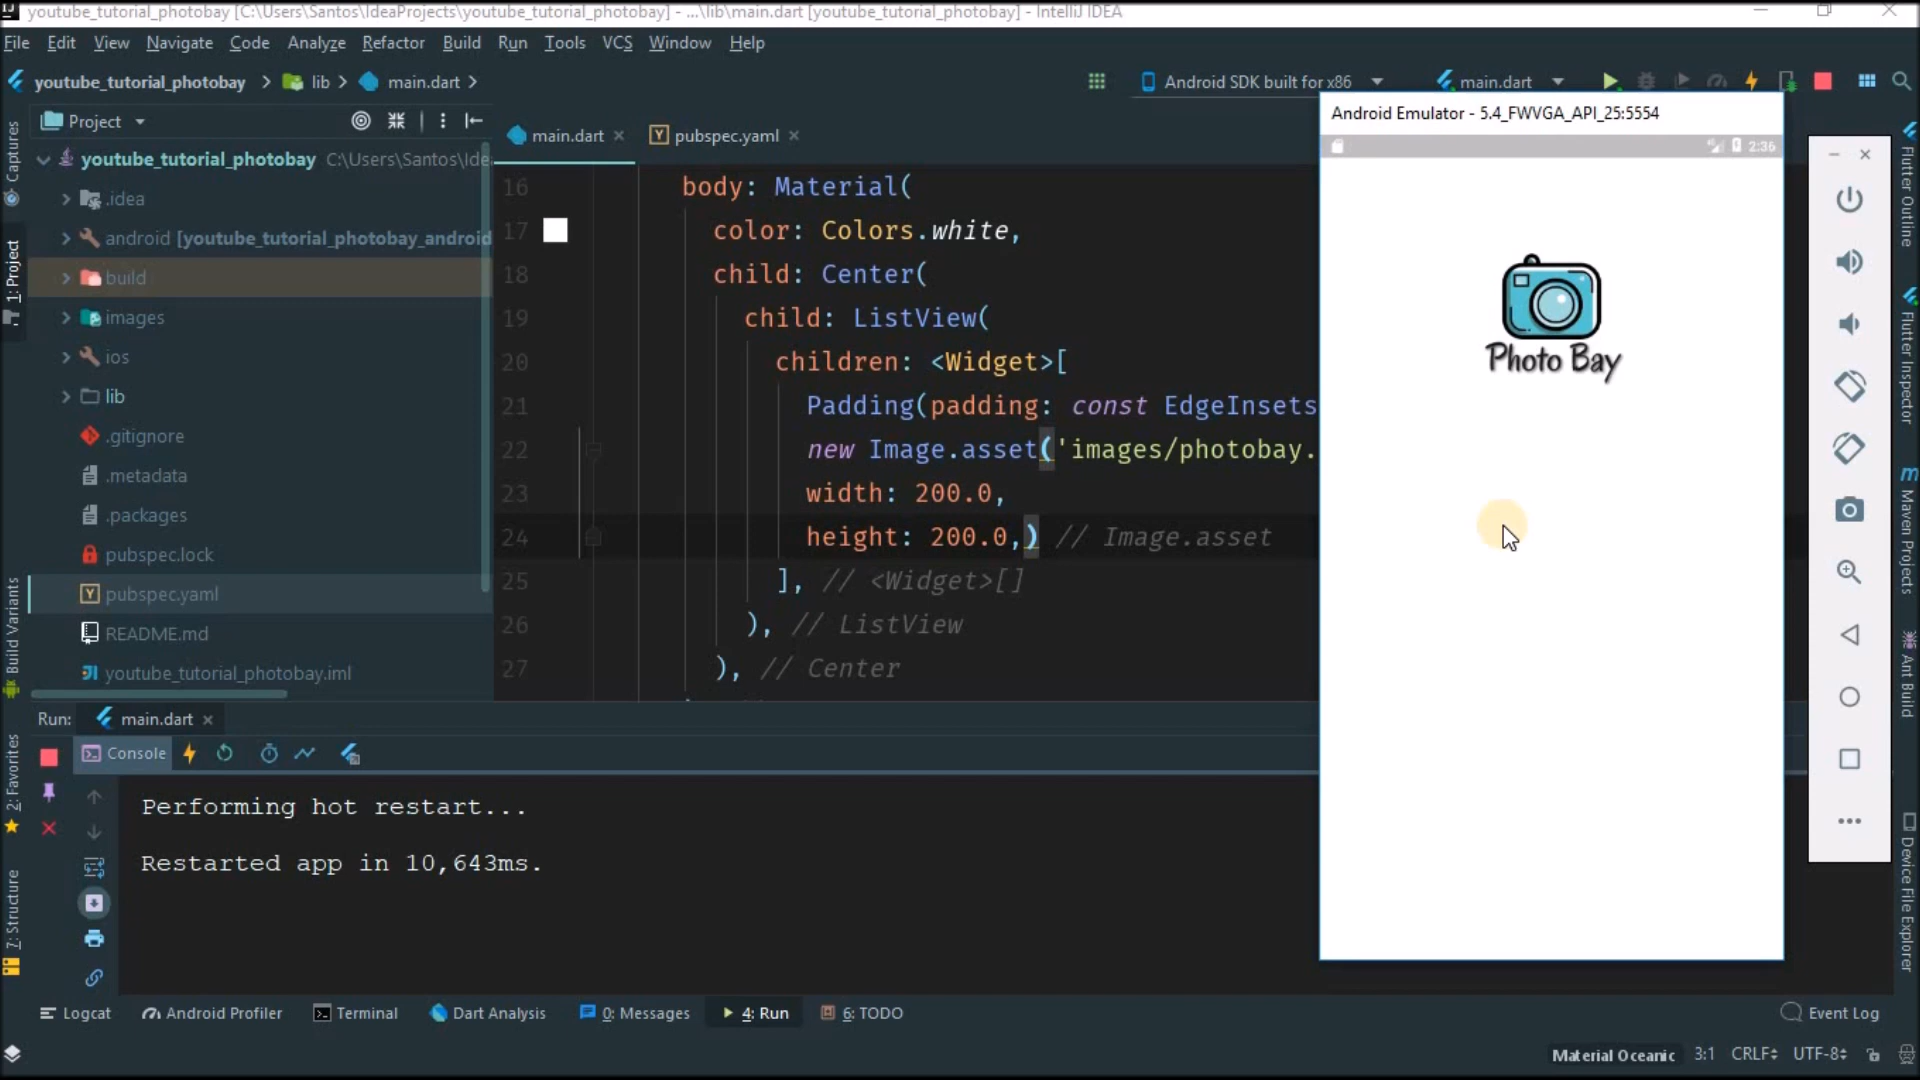 youtube_tutorial_photobay [C:\Users\Santos\IdeaProjects\youtube_tutorial_photobay] - ...\lib\main.dart [youtube_tutorial_photobay] - IntelliJ IDEA
File Edit View Navigate Code Analyze Refactor Build Run Tools VCS Window Help
youtube_tutorial_photobay lib main.dart Android SDK built for x86 main.dart
Project
main.dart pubspec.yaml
youtube_tutorial_photobay C:\Users\Santos\Ide
.idea
android [youtube_tutorial_photobay_android
build
images
ios
lib
.gitignore
.metadata
.packages
pubspec.lock
pubspec.yaml
README.md
youtube_tutorial_photobay.iml
16 body: Material(
17 color: Colors.white,
18 child: Center(
19 child: ListView(
20 children: <Widget>[
21 Padding(padding: const EdgeInsets
22 new Image.asset('images/photobay.
23 width: 200.0,
24 height: 200.0,) // Image.asset
25 ], // <Widget>[]
26 ), // ListView
27 ), // Center
Android Emulator - 5.4_FWVGA_API_25:5554
2:36
Photo Bay
Captures
1: Project
Build Variants
2: Favorites
7: Structure
Flutter Outline
Flutter Inspector
Maven Projects
Ant Build
Device File Explorer
Run: main.dart
Console
Performing hot restart...
Restarted app in 10,643ms.
Logcat Android Profiler Terminal Dart Analysis 0: Messages 4: Run 6: TODO Event Log
Material Oceanic 3:1 CRLF UTF-8